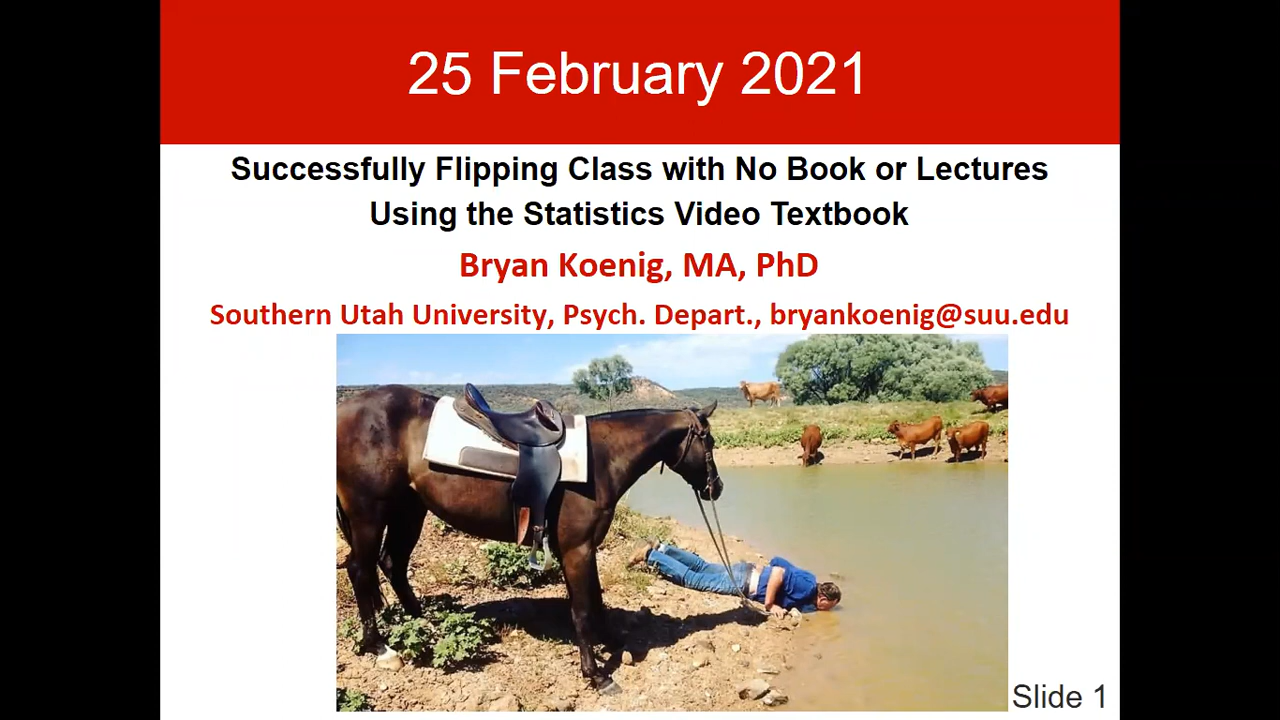 25 February 2021
Successfully Flipping Class with No Book or Lectures
Using the Statistics Video Textbook
Bryan Koenig, MA, PhD
Southern Utah University, Psych. Depart., bryankoenig@suu.edu
Slide 1